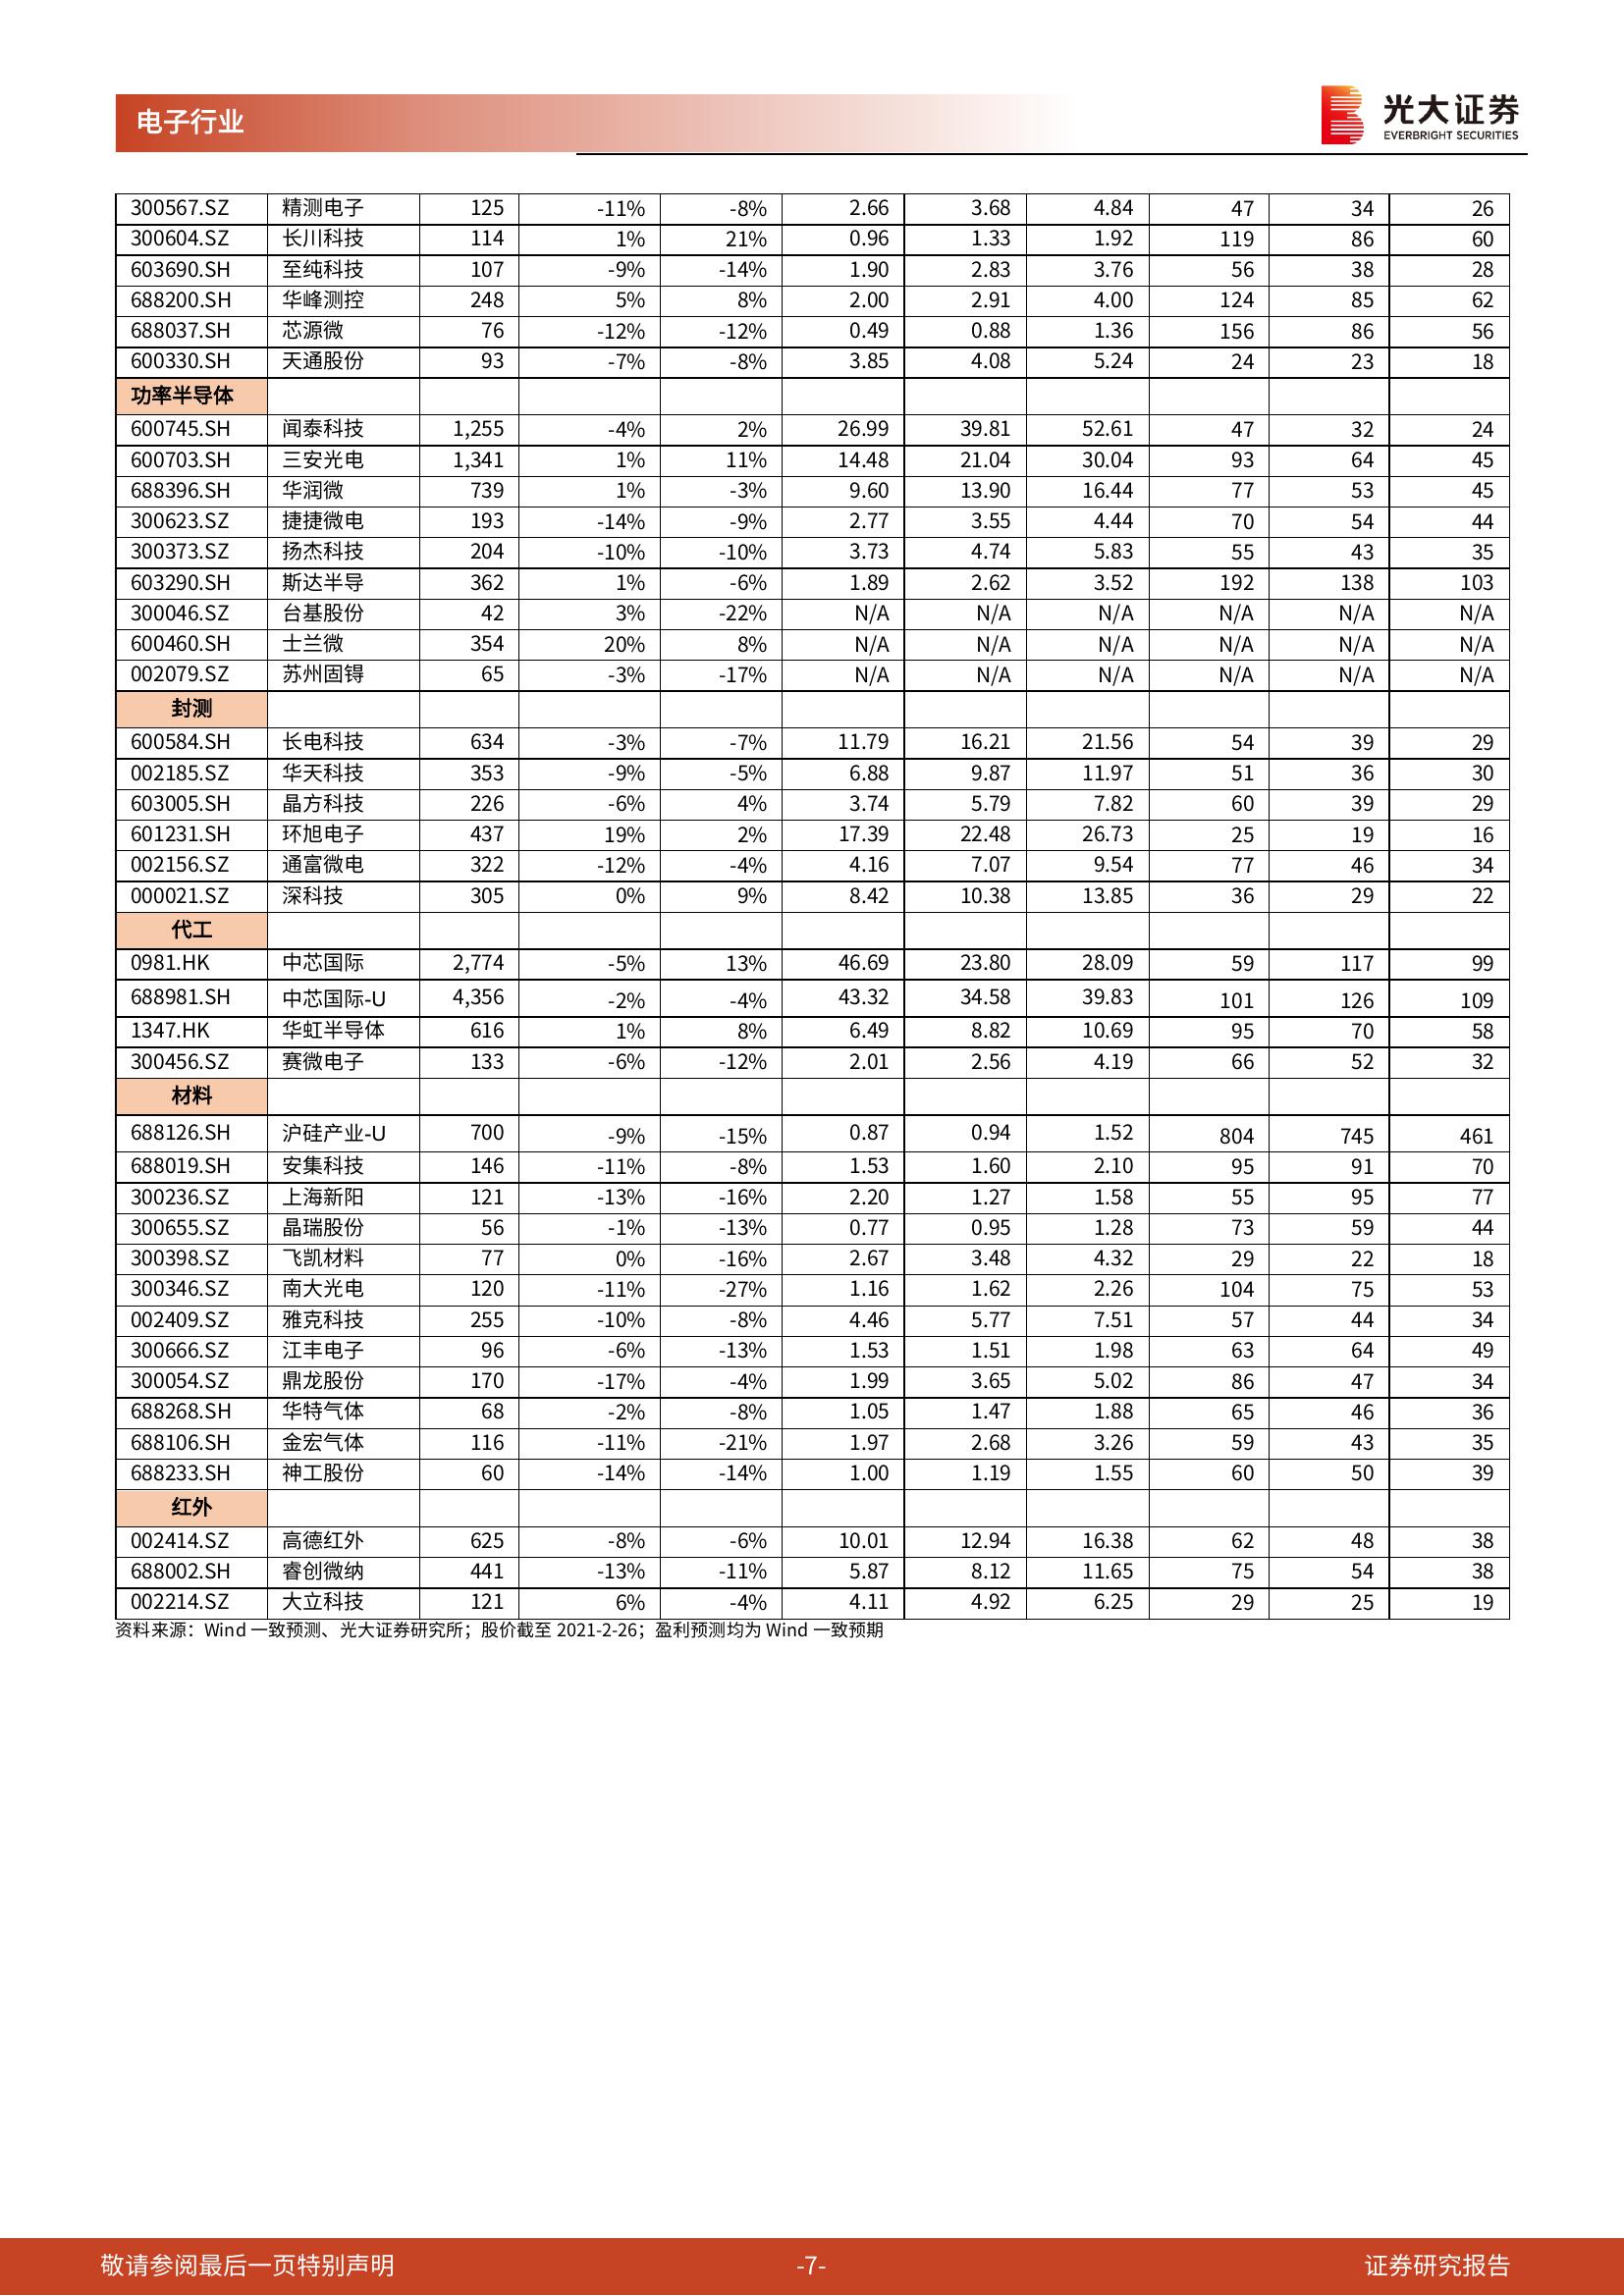 电子行业
光大证券
EVERBRIGHT SECURITIES
300567.SZ 精测电子 125 -11% -8% 2.66 3.68 4.84 47 34 26
300604.SZ 长川科技 114 1% 21% 0.96 1.33 1.92 119 86 60
603690.SH 至纯科技 107 -9% -14% 1.90 2.83 3.76 56 38 28
688200.SH 华峰测控 248 5% 8% 2.00 2.91 4.00 124 85 62
688037.SH 芯源微 76 -12% -12% 0.49 0.88 1.36 156 86 56
600330.SH 天通股份 93 -7% -8% 3.85 4.08 5.24 24 23 18
功率半导体
600745.SH 闻泰科技 1,255 -4% 2% 26.99 39.81 52.61 47 32 24
600703.SH 三安光电 1,341 1% 11% 14.48 21.04 30.04 93 64 45
688396.SH 华润微 739 1% -3% 9.60 13.90 16.44 77 53 45
300623.SZ 捷捷微电 193 -14% -9% 2.77 3.55 4.44 70 54 44
300373.SZ 扬杰科技 204 -10% -10% 3.73 4.74 5.83 55 43 35
603290.SH 斯达半导 362 1% -6% 1.89 2.62 3.52 192 138 103
300046.SZ 台基股份 42 3% -22% N/A N/A N/A N/A N/A N/A
600460.SH 士兰微 354 20% 8% N/A N/A N/A N/A N/A N/A
002079.SZ 苏州固锝 65 -3% -17% N/A N/A N/A N/A N/A N/A
封测
600584.SH 长电科技 634 -3% -7% 11.79 16.21 21.56 54 39 29
002185.SZ 华天科技 353 -9% -5% 6.88 9.87 11.97 51 36 30
603005.SH 晶方科技 226 -6% 4% 3.74 5.79 7.82 60 39 29
601231.SH 环旭电子 437 19% 2% 17.39 22.48 26.73 25 19 16
002156.SZ 通富微电 322 -12% -4% 4.16 7.07 9.54 77 46 34
000021.SZ 深科技 305 0% 9% 8.42 10.38 13.85 36 29 22
代工
0981.HK 中芯国际 2,774 -5% 13% 46.69 23.80 28.09 59 117 99
688981.SH 中芯国际-U 4,356 -2% -4% 43.32 34.58 39.83 101 126 109
1347.HK 华虹半导体 616 1% 8% 6.49 8.82 10.69 95 70 58
300456.SZ 赛微电子 133 -6% -12% 2.01 2.56 4.19 66 52 32
材料
688126.SH 沪硅产业-U 700 -9% -15% 0.87 0.94 1.52 804 745 461
688019.SH 安集科技 146 -11% -8% 1.53 1.60 2.10 95 91 70
300236.SZ 上海新阳 121 -13% -16% 2.20 1.27 1.58 55 95 77
300655.SZ 晶瑞股份 56 -1% -13% 0.77 0.95 1.28 73 59 44
300398.SZ 飞凯材料 77 0% -16% 2.67 3.48 4.32 29 22 18
300346.SZ 南大光电 120 -11% -27% 1.16 1.62 2.26 104 75 53
002409.SZ 雅克科技 255 -10% -8% 4.46 5.77 7.51 57 44 34
300666.SZ 江丰电子 96 -6% -13% 1.53 1.51 1.98 63 64 49
300054.SZ 鼎龙股份 170 -17% -4% 1.99 3.65 5.02 86 47 34
688268.SH 华特气体 68 -2% -8% 1.05 1.47 1.88 65 46 36
688106.SH 金宏气体 116 -11% -21% 1.97 2.68 3.26 59 43 35
688233.SH 神工股份 60 -14% -14% 1.00 1.19 1.55 60 50 39
红外
002414.SZ 高德红外 625 -8% -6% 10.01 12.94 16.38 62 48 38
688002.SH 睿创微纳 441 -13% -11% 5.87 8.12 11.65 75 54 38
002214.SZ 大立科技 121 6% -4% 4.11 4.92 6.25 29 25 19
资料来源：Wind 一致预测、光大证券研究所；股价截至 2021-2-26；盈利预测均为 Wind 一致预期
敬请参阅最后一页特别声明 -7- 证券研究报告